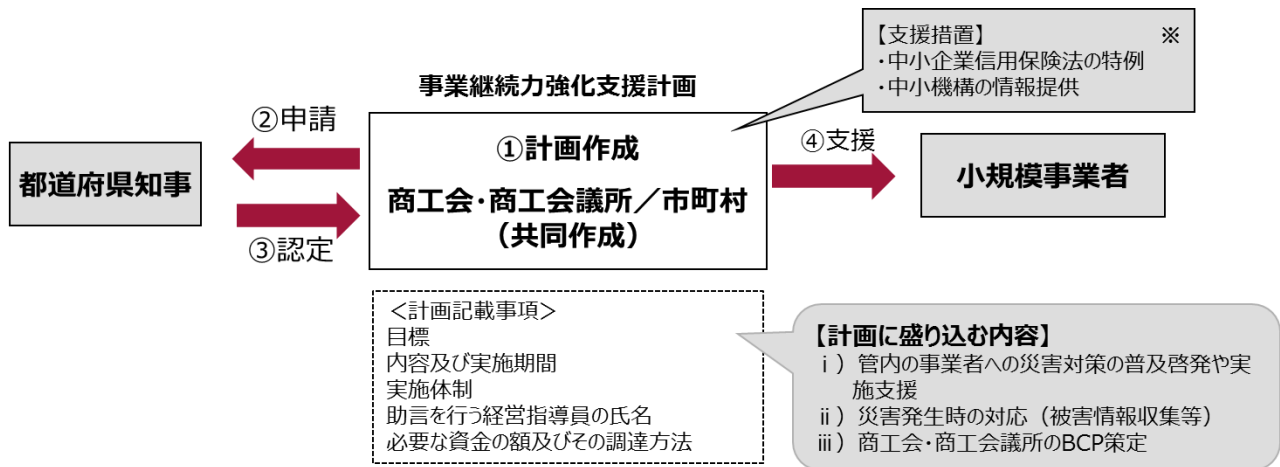 【支援措置】 ※
・中小企業信用保険法の特例
・中小機構の情報提供
事業継続力強化支援計画
②申請
①計画作成
④支援
都道府県知事
商工会・商工会議所／市町村
（共同作成）
小規模事業者
③認定
＜計画記載事項＞
目標
内容及び実施期間
実施体制
助言を行う経営指導員の氏名
必要な資金の額及びその調達方法
【計画に盛り込む内容】
ⅰ）管内の事業者への災害対策の普及啓発や実
施支援
ⅱ）災害発生時の対応（被害情報収集等）
ⅲ）商工会・商工会議所のBCP策定